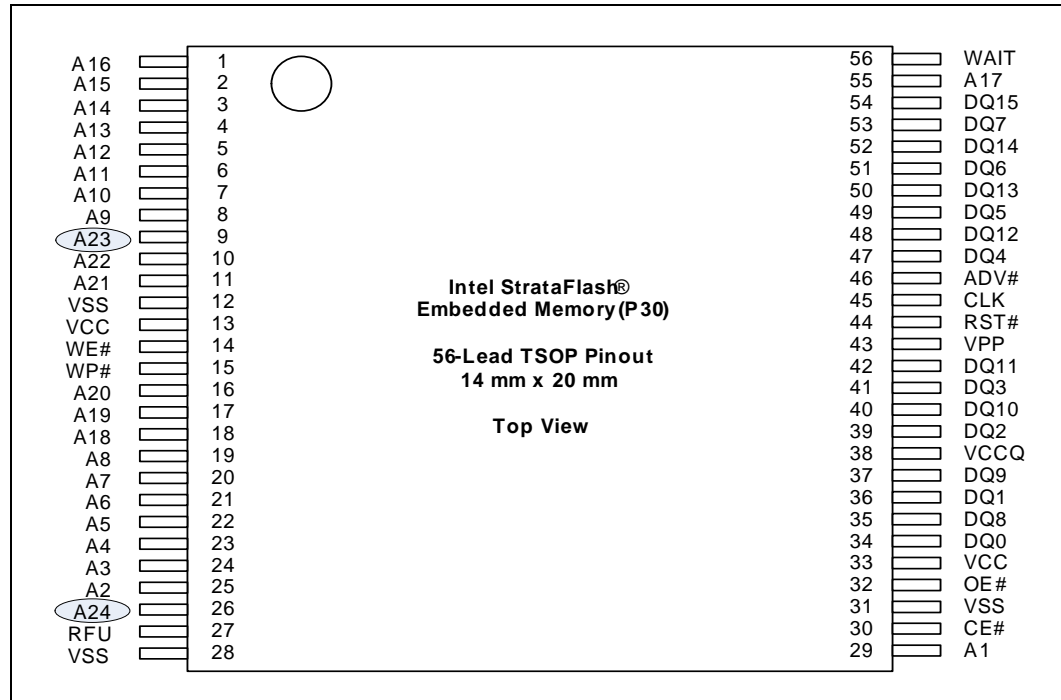 A16 1 56 WAIT
A15 2 55 A17
A14 3 54 DQ15
A13 4 53 DQ7
A12 5 52 DQ14
A11 6 51 DQ6
A10 7 50 DQ13
A9 8 49 DQ5
A23 9 48 DQ12
A22 10 47 DQ4
A21 11 46 ADV#
VSS 12 45 CLK
VCC 13 44 RST#
WE# 14 43 VPP
WP# 15 42 DQ11
A20 16 41 DQ3
A19 17 40 DQ10
A18 18 39 DQ2
A8 19 38 VCCQ
A7 20 37 DQ9
A6 21 36 DQ1
A5 22 35 DQ8
A4 23 34 DQ0
A3 24 33 VCC
A2 25 32 OE#
A24 26 31 VSS
RFU 27 30 CE#
VSS 28 29 A1
Intel StrataFlash®
Embedded Memory (P30)
56-Lead TSOP Pinout
14 mm x 20 mm
Top View